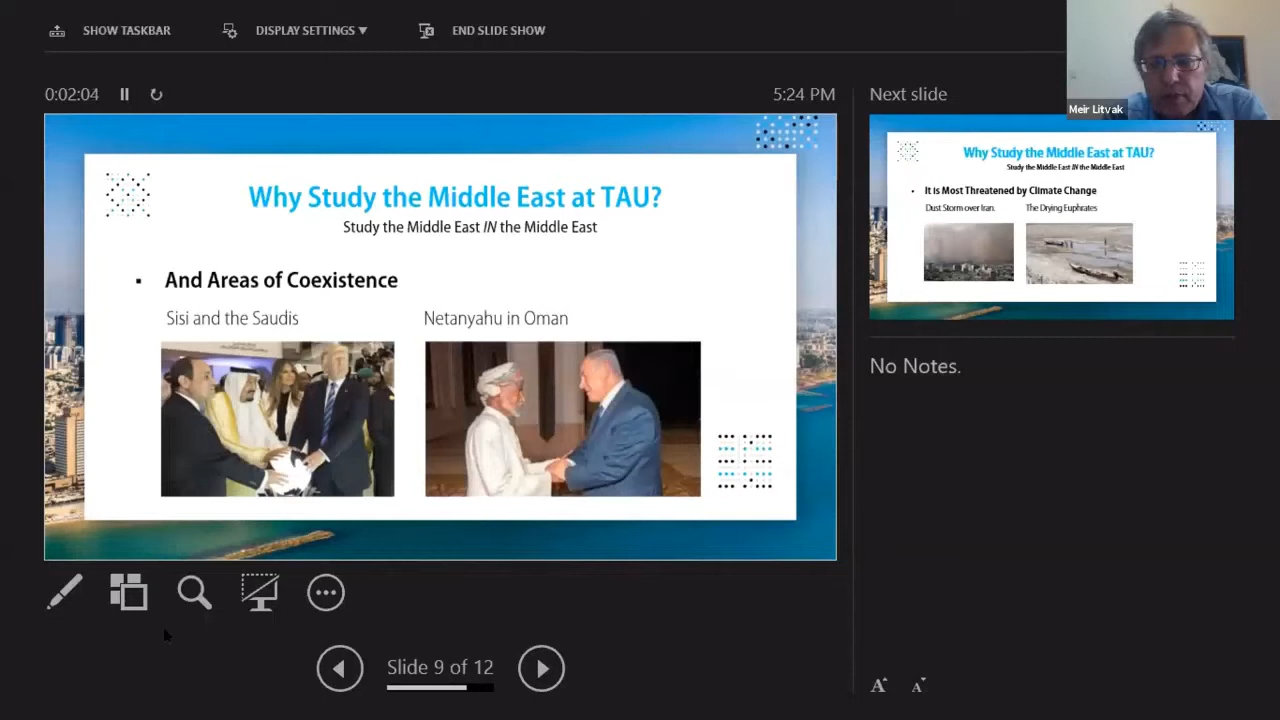 SHOW TASKBAR
DISPLAY SETTINGS ▼
END SLIDE SHOW
0:02:04
5:24 PM
Next slide
Meir Litvak
Why Study the Middle East at TAU?
Study the Middle East IN the Middle East
▪ And Areas of Coexistence
Sisi and the Saudis
Netanyahu in Oman
Why Study the Middle East at TAU?
Study the Middle East IN the Middle East
▪ It is Most Threatened by Climate Change
Dust Storm over Iran.
The Drying Euphrates
No Notes.
Slide 9 of 12
A A